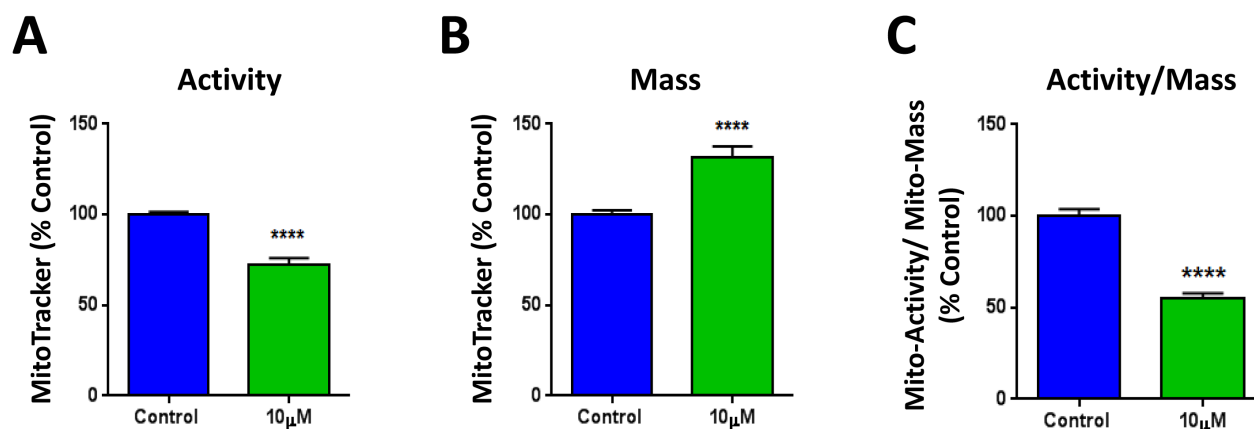 A
Activity
MitoTracker (% Control)
150
100
50
0
****
Control
10µM
B
Mass
MitoTracker (% Control)
150
100
50
0
****
Control
10µM
C
Activity/Mass
Mito-Activity/ Mito-Mass
(% Control)
150
100
50
0
****
Control
10µM